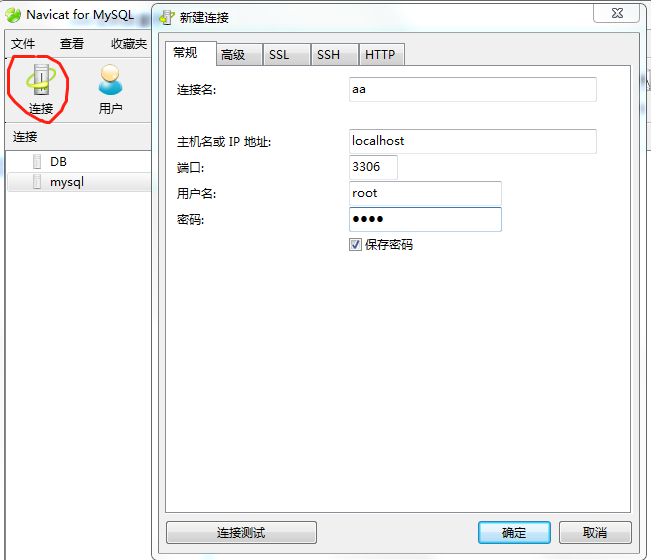 Navicat for MySQL
文件 查看 收藏夹
连接 用户
连接
DB
mysql
新建连接
常规 高级 SSL SSH HTTP
连接名: aa
主机名或 IP 地址: localhost
端口: 3306
用户名: root
密码: ●●●●
保存密码
连接测试 确定 取消